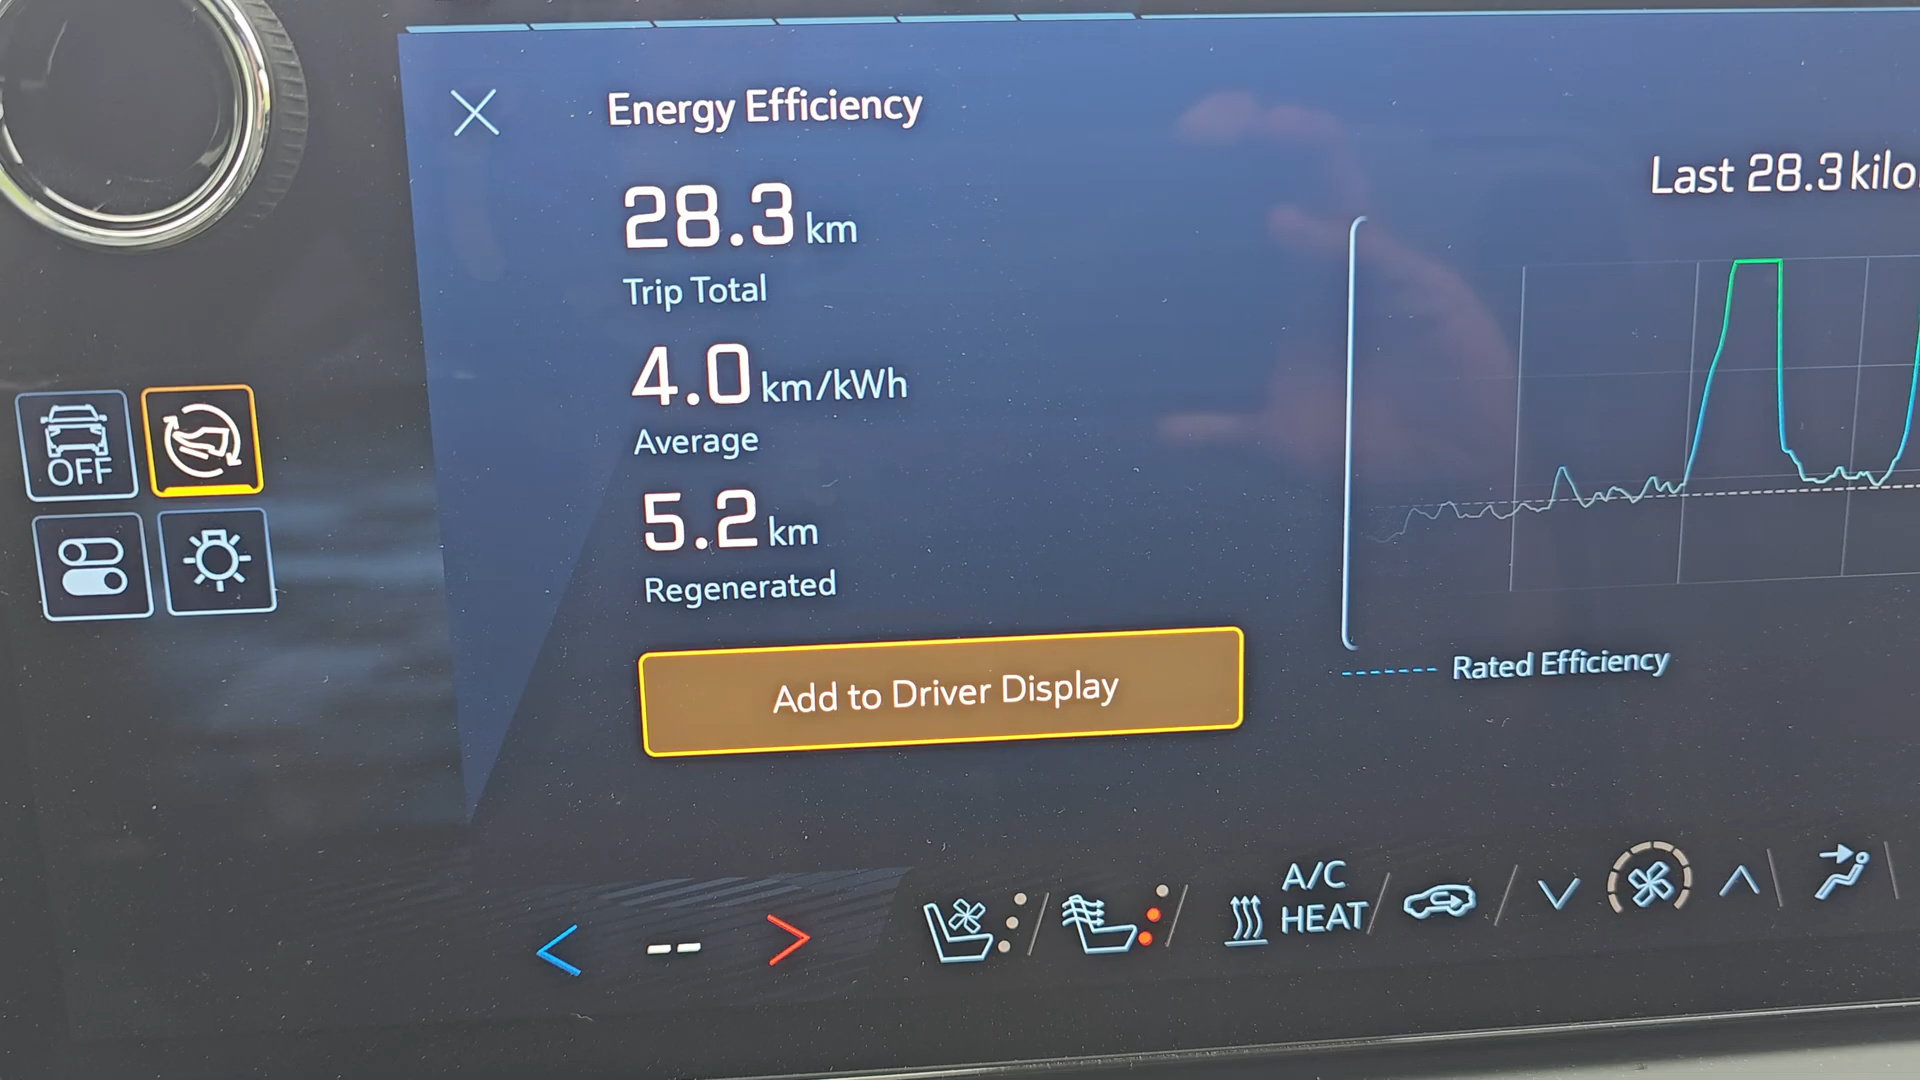 Energy Efficiency
28.3 km
Trip Total
4.0 km/kWh
Average
5.2 km
Regenerated
Add to Driver Display
Last 28.3
Rated Efficiency
OFF
--
A/C
HEAT